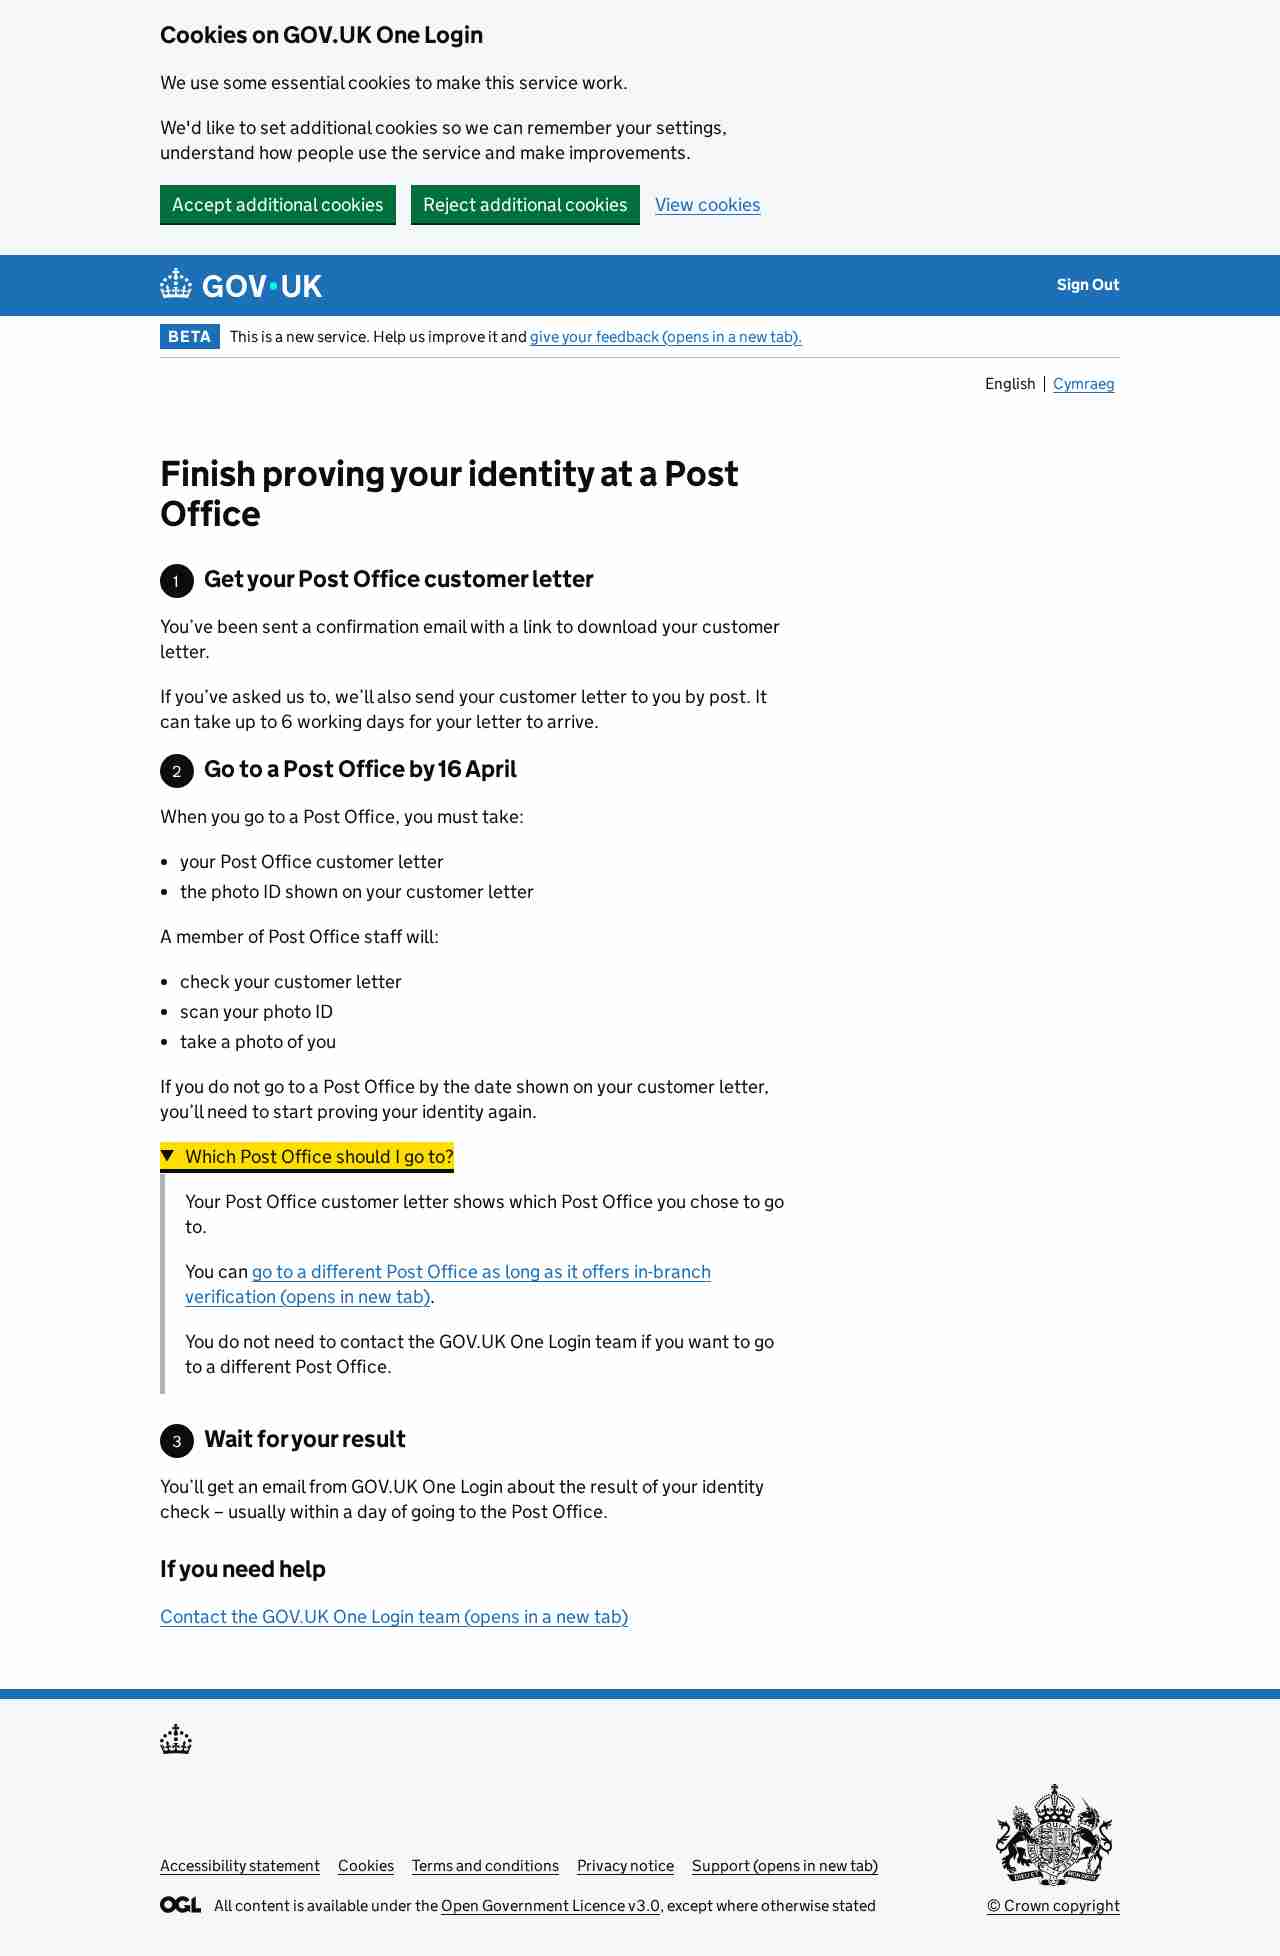 Cookies on GOV.UK One Login
We use some essential cookies to make this service work.
We'd like to set additional cookies so we can remember your settings,
understand how people use the service and make improvements.
Accept additional cookies Reject additional cookies View cookies
GOV·UK Sign Out
BETA This is a new service. Help us improve it and give your feedback (opens in a new tab).
English Cymraeg
Finish proving your identity at a Post
Office
1 Get your Post Office customer letter
You’ve been sent a confirmation email with a link to download your customer
letter.
If you’ve asked us to, we’ll also send your customer letter to you by post. It
can take up to 6 working days for your letter to arrive.
2 Go to a Post Office by 16 April
When you go to a Post Office, you must take:
• your Post Office customer letter
• the photo ID shown on your customer letter
A member of Post Office staff will:
• check your customer letter
• scan your photo ID
• take a photo of you
If you do not go to a Post Office by the date shown on your customer letter,
you’ll need to start proving your identity again.
▼ Which Post Office should I go to?
Your Post Office customer letter shows which Post Office you chose to go
to.
You can go to a different Post Office as long as it offers in-branch
verification (opens in new tab).
You do not need to contact the GOV.UK One Login team if you want to go
to a different Post Office.
3 Wait for your result
You’ll get an email from GOV.UK One Login about the result of your identity
check – usually within a day of going to the Post Office.
If you need help
Contact the GOV.UK One Login team (opens in a new tab)
Accessibility statement Cookies Terms and conditions Privacy notice Support (opens in new tab)
OGL All content is available under the Open Government Licence v3.0, except where otherwise stated
© Crown copyright